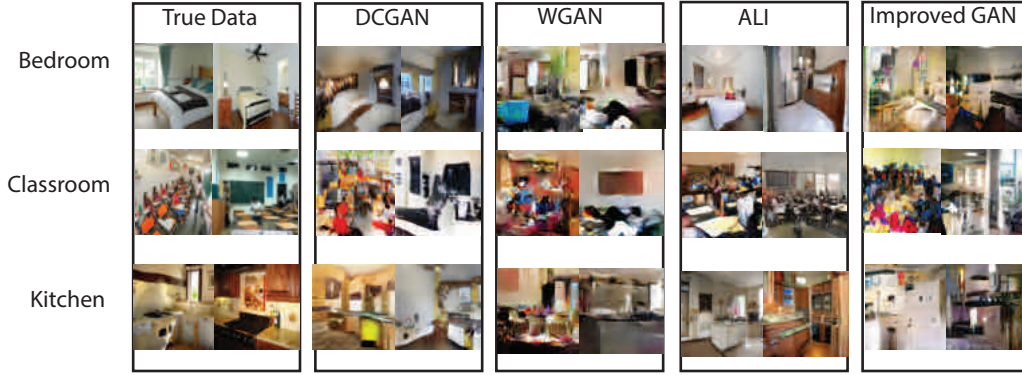 True Data DCGAN WGAN ALI Improved GAN
Bedroom
Classroom
Kitchen